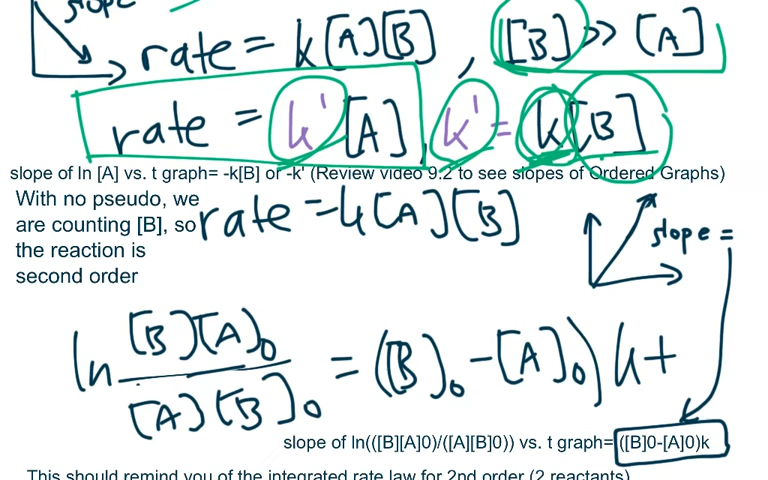 slope
rate = k[A][B] , [B] >> [A]
rate = k'[A], k' = k[B]
slope of ln [A] vs. t graph= -k[B] or -k' (Review video 9.2 to see slopes of Ordered Graphs)
With no pseudo, we
are counting [B], so
the reaction is
second order
rate = k[A][B]
slope =
ln [B][A]₀ / [A][B]₀ = ([B]₀ - [A]₀) kt
slope of ln(([B][A]0)/([A][B]0)) vs. t graph= ([B]0-[A]0)k
This should remind you of the integrated rate law for 2nd order (2 reactants)